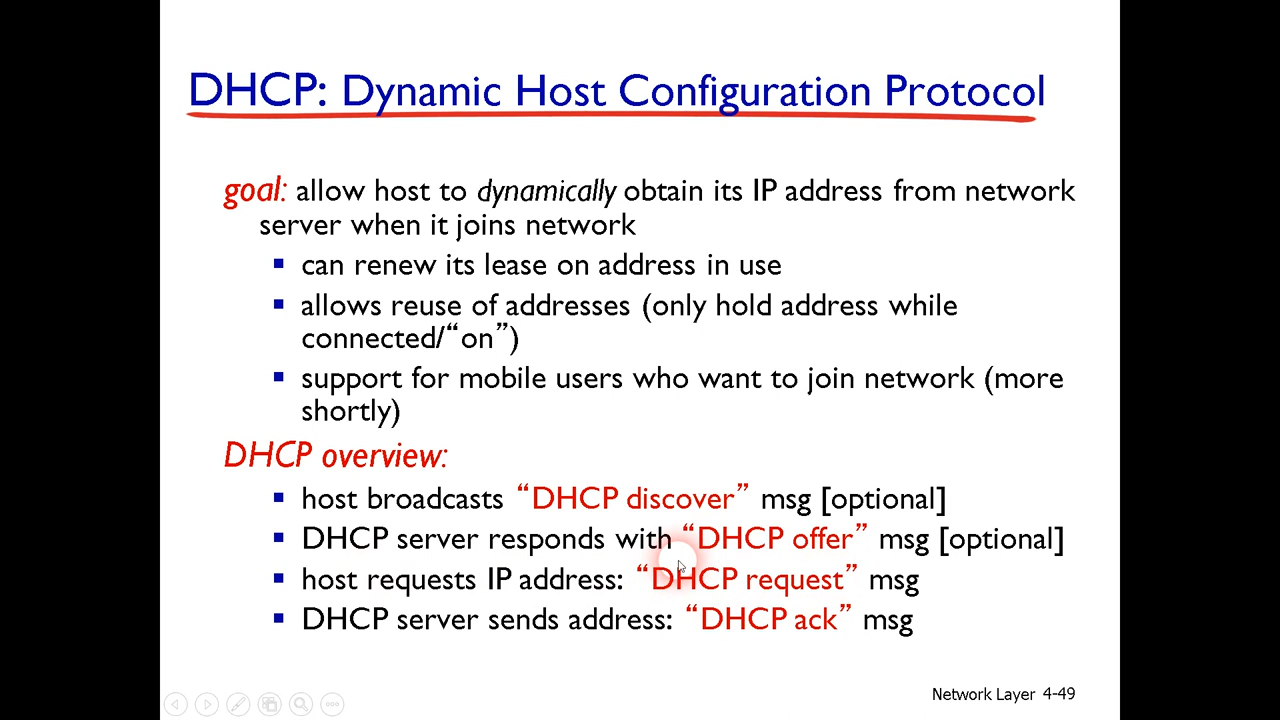 DHCP: Dynamic Host Configuration Protocol
goal: allow host to dynamically obtain its IP address from network
server when it joins network
▪ can renew its lease on address in use
▪ allows reuse of addresses (only hold address while
connected/“on”)
▪ support for mobile users who want to join network (more
shortly)
DHCP overview:
▪ host broadcasts “DHCP discover” msg [optional]
▪ DHCP server responds with “DHCP offer” msg [optional]
▪ host requests IP address: “DHCP request” msg
▪ DHCP server sends address: “DHCP ack” msg
Network Layer 4-49